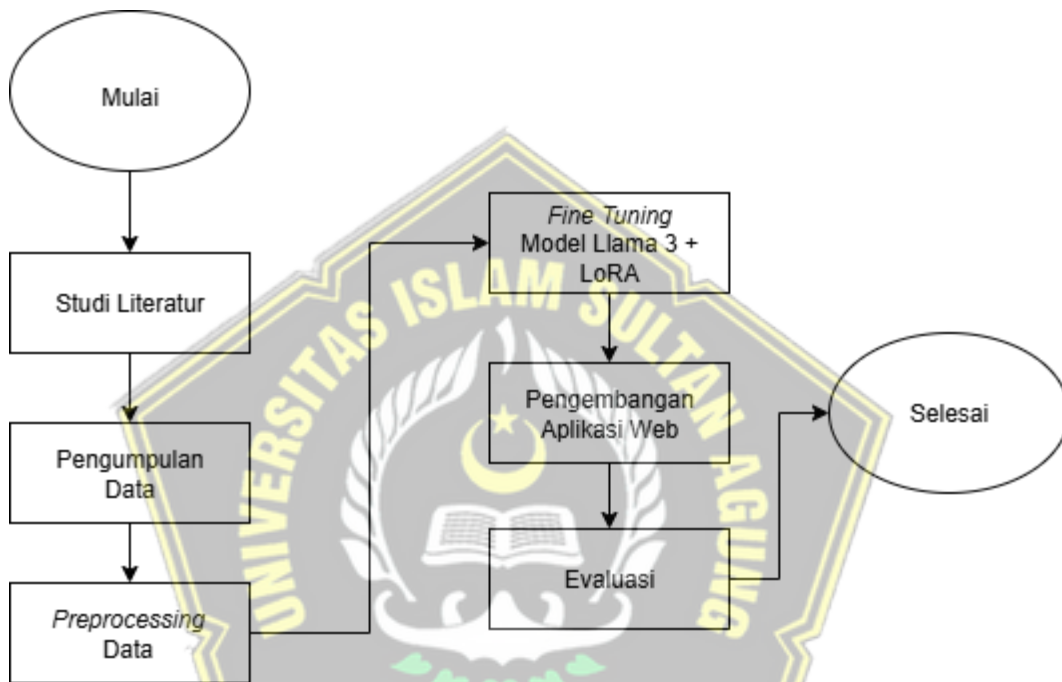 Mulai
Studi Literatur
Pengumpulan
Data
Preprocessing
Data
Fine Tuning
Model Llama 3 +
LoRA
Pengembangan
Aplikasi Web
Evaluasi
Selesai
UNIVERSITAS ISLAM SULTAN AGUNG